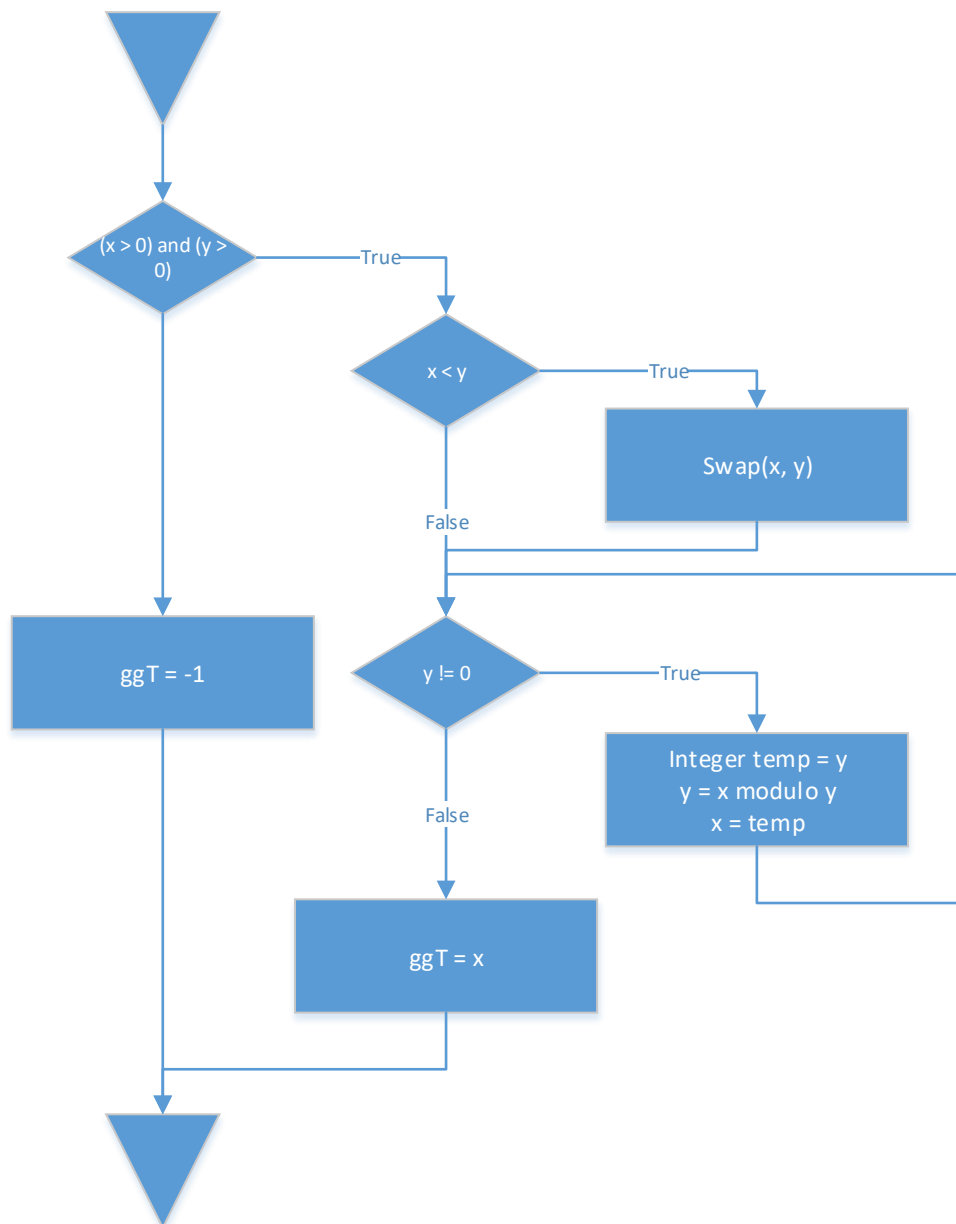 (x > 0) and (y >
0)
True
x < y
True
Swap(x, y)
False
ggT = -1
y != 0
True
Integer temp = y
y = x modulo y
x = temp
False
ggT = x